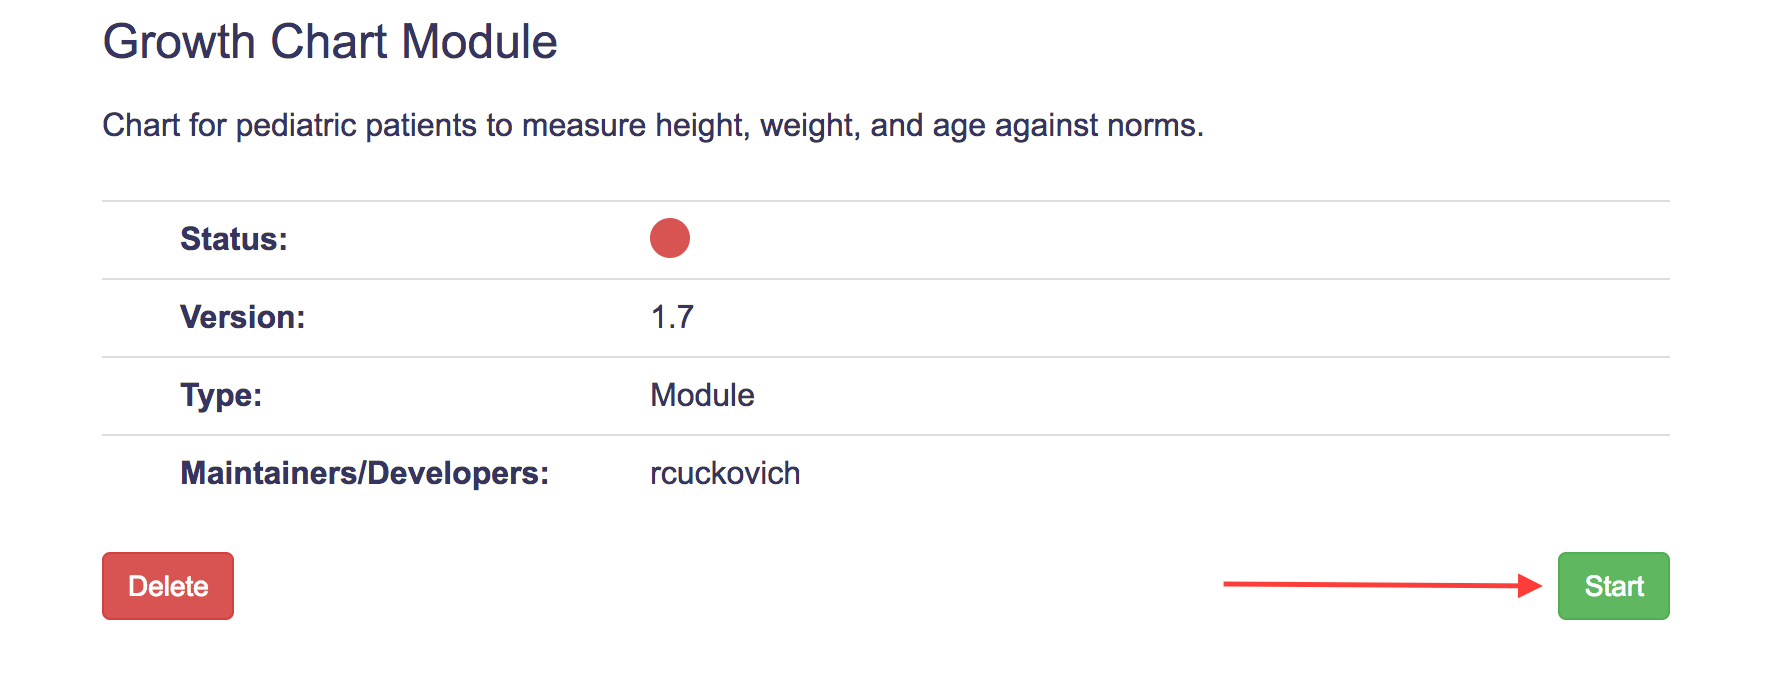 Growth Chart Module
Chart for pediatric patients to measure height, weight, and age against norms.
Status:
Version: 1.7
Type: Module
Maintainers/Developers: rcuckovich
Delete Start